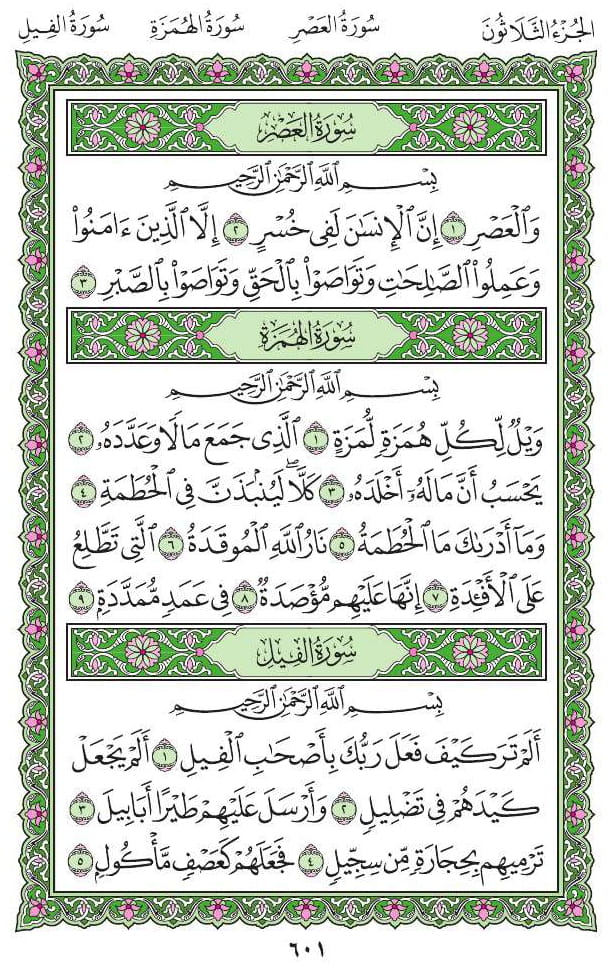 الجُزْءُ الثَّلَاثُونَ سُورَةُ العَصْرِ سُورَةُ الهُمَزَةِ سُورَةُ الفِيلِ
سُورَةُ العَصْرِ
بِسْمِ ٱللَّهِ ٱلرَّحْمَٰنِ ٱلرَّحِيمِ
وَٱلْعَصْرِ ١ إِنَّ ٱلْإِنسَٰنَ لَفِى خُسْرٍ ٢ إِلَّا ٱلَّذِينَ ءَامَنُوا۟
وَعَمِلُوا۟ ٱلصَّٰلِحَٰتِ وَتَوَاصَوْا۟ بِٱلْحَقِّ وَتَوَاصَوْا۟ بِٱلصَّبْرِ ٣
سُورَةُ الهُمَزَةِ
بِسْمِ ٱللَّهِ ٱلرَّحْمَٰنِ ٱلرَّحِيمِ
وَيْلٌ لِّكُلِّ هُمَزَةٍ لُّمَزَةٍ ١ ٱلَّذِى جَمَعَ مَالًا وَعَدَّدَهُۥ ٢
يَحْسَبُ أَنَّ مَالَهُۥٓ أَخْلَدَهُۥ ٣ كَلَّا ۖ لَيُنۢبَذَنَّ فِى ٱلْحُطَمَةِ ٤
وَمَآ أَدْرَىٰكَ مَا ٱلْحُطَمَةُ ٥ نَارُ ٱللَّهِ ٱلْمُوقَدَةُ ٦ ٱلَّتِى تَطَّلِعُ
عَلَى ٱلْأَفْـِٔدَةِ ٧ إِنَّهَا عَلَيْهِم مُّؤْصَدَةٌ ٨ فِى عَمَدٍ مُّمَدَّدَةٍۭ ٩
سُورَةُ الفِيلِ
بِسْمِ ٱللَّهِ ٱلرَّحْمَٰنِ ٱلرَّحِيمِ
أَلَمْ تَرَ كَيْفَ فَعَلَ رَبُّكَ بِأَصْحَٰبِ ٱلْفِيلِ ١ أَلَمْ يَجْعَلْ
كَيْدَهُمْ فِى تَضْلِيلٍ ٢ وَأَرْسَلَ عَلَيْهِمْ طَيْرًا أَبَابِيلَ ٣
تَرْمِيهِم بِحِجَارَةٍ مِّن سِجِّيلٍ ٤ فَجَعَلَهُمْ كَعَصْفٍ مَّأْكُولٍۭ ٥
٦٠١